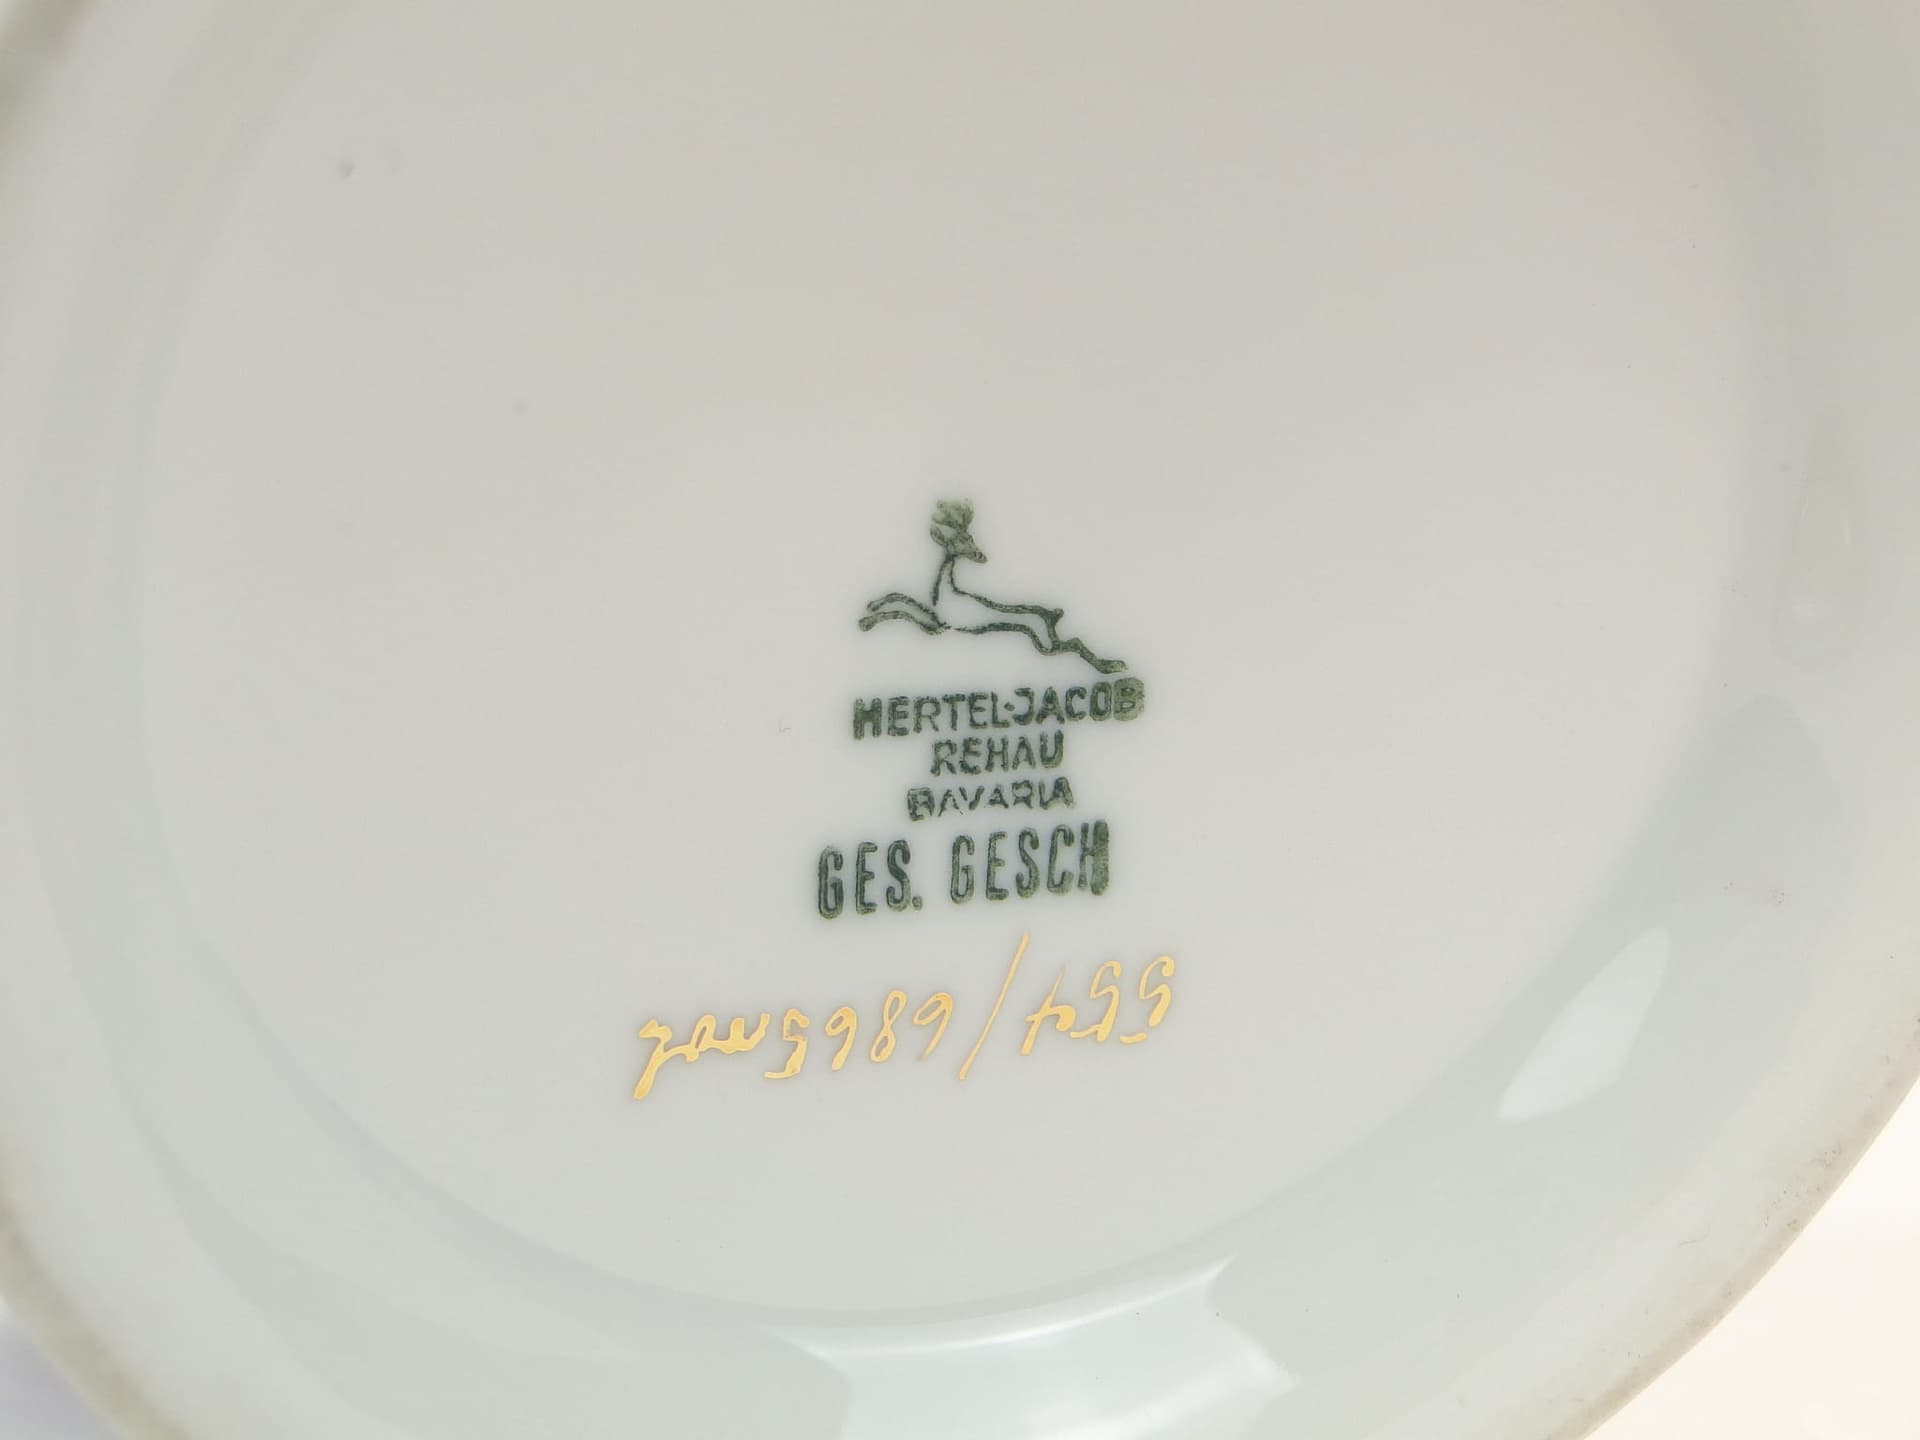 HERTEL-JACOB
REHAU
BAVARIA
GES. GESCH